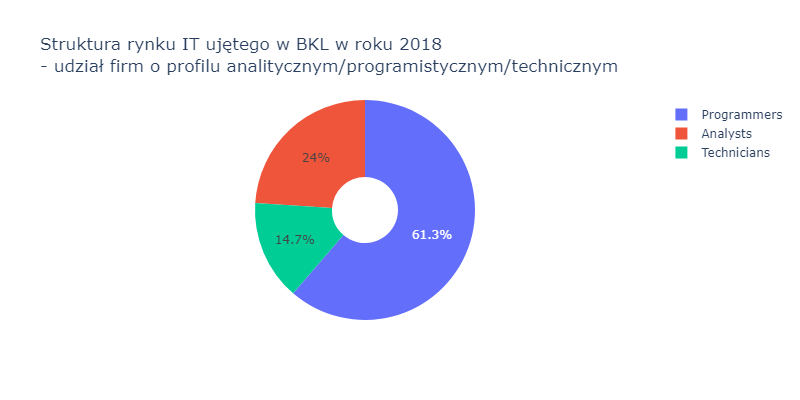 Struktura rynku IT ujętego w BKL w roku 2018
- udział firm o profilu analitycznym/programistycznym/technicznym
Programmers
Analysts
Technicians
24%
61.3%
14.7%